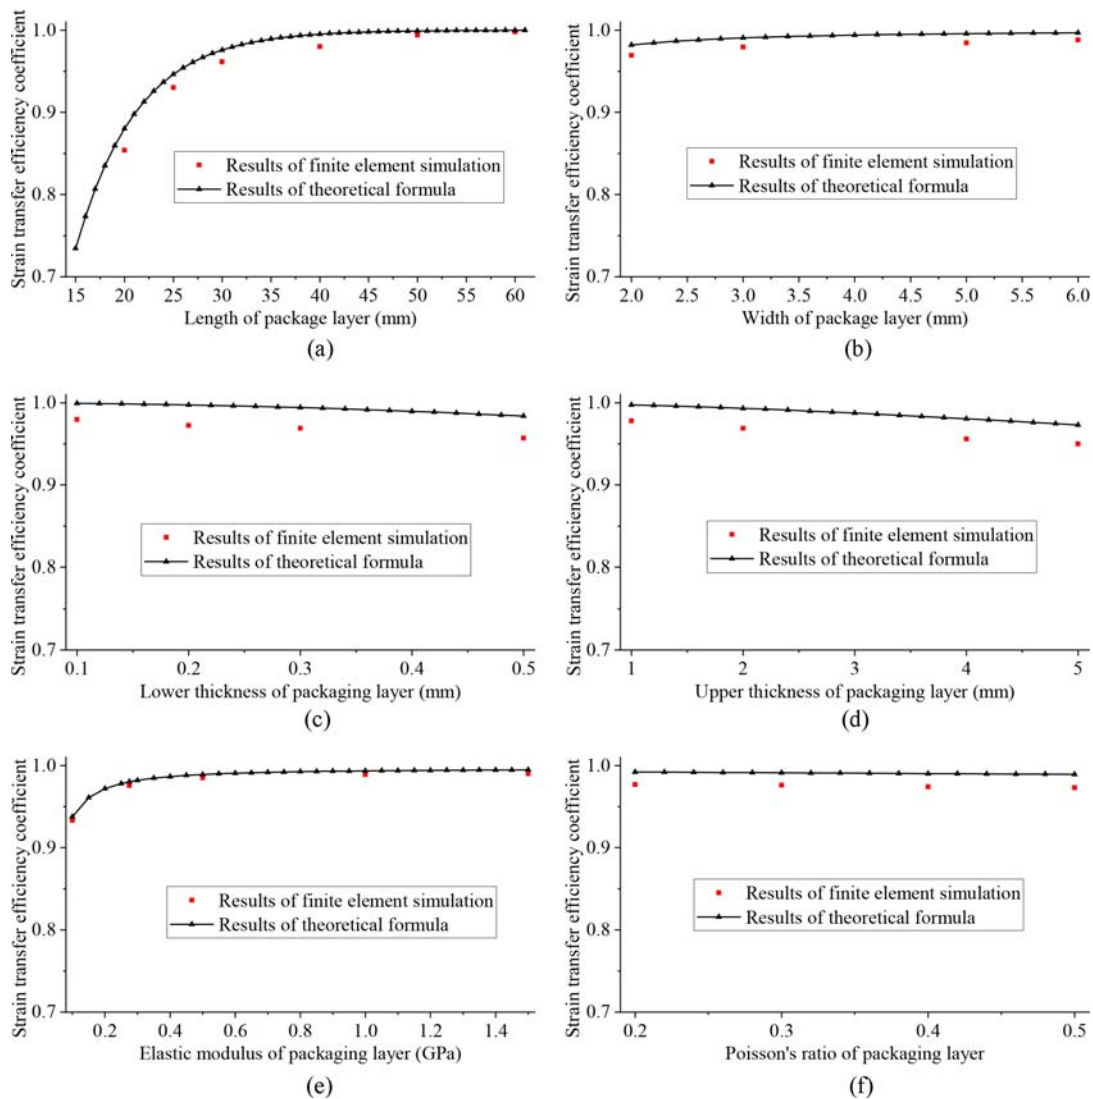 Strain transfer efficiency coefficient
1.0
0.9
0.8
0.7
Results of finite element simulation
Results of theoretical formula
15 20 25 30 35 40 45 50 55 60
Length of package layer (mm)
(a)
Strain transfer efficiency coefficient
1.0
0.9
0.8
0.7
Results of finite element simulation
Results of theoretical formula
2.0 2.5 3.0 3.5 4.0 4.5 5.0 5.5 6.0
Width of package layer (mm)
(b)
Strain transfer efficiency coefficient
1.0
0.9
0.8
0.7
Results of finite element simulation
Results of theoretical formula
0.1 0.2 0.3 0.4 0.5
Lower thickness of packaging layer (mm)
(c)
Strain transfer efficiency coefficient
1.0
0.9
0.8
0.7
Results of finite element simulation
Results of theoretical formula
1 2 3 4 5
Upper thickness of packaging layer (mm)
(d)
Strain transfer efficiency coefficient
1.0
0.9
0.8
0.7
Results of finite element simulation
Results of theoretical formula
0.2 0.4 0.6 0.8 1.0 1.2 1.4
Elastic modulus of packaging layer (GPa)
(e)
Strain transfer efficiency coefficient
1.0
0.9
0.8
0.7
Results of finite element simulation
Results of theoretical formula
0.2 0.3 0.4 0.5
Poisson's ratio of packaging layer
(f)